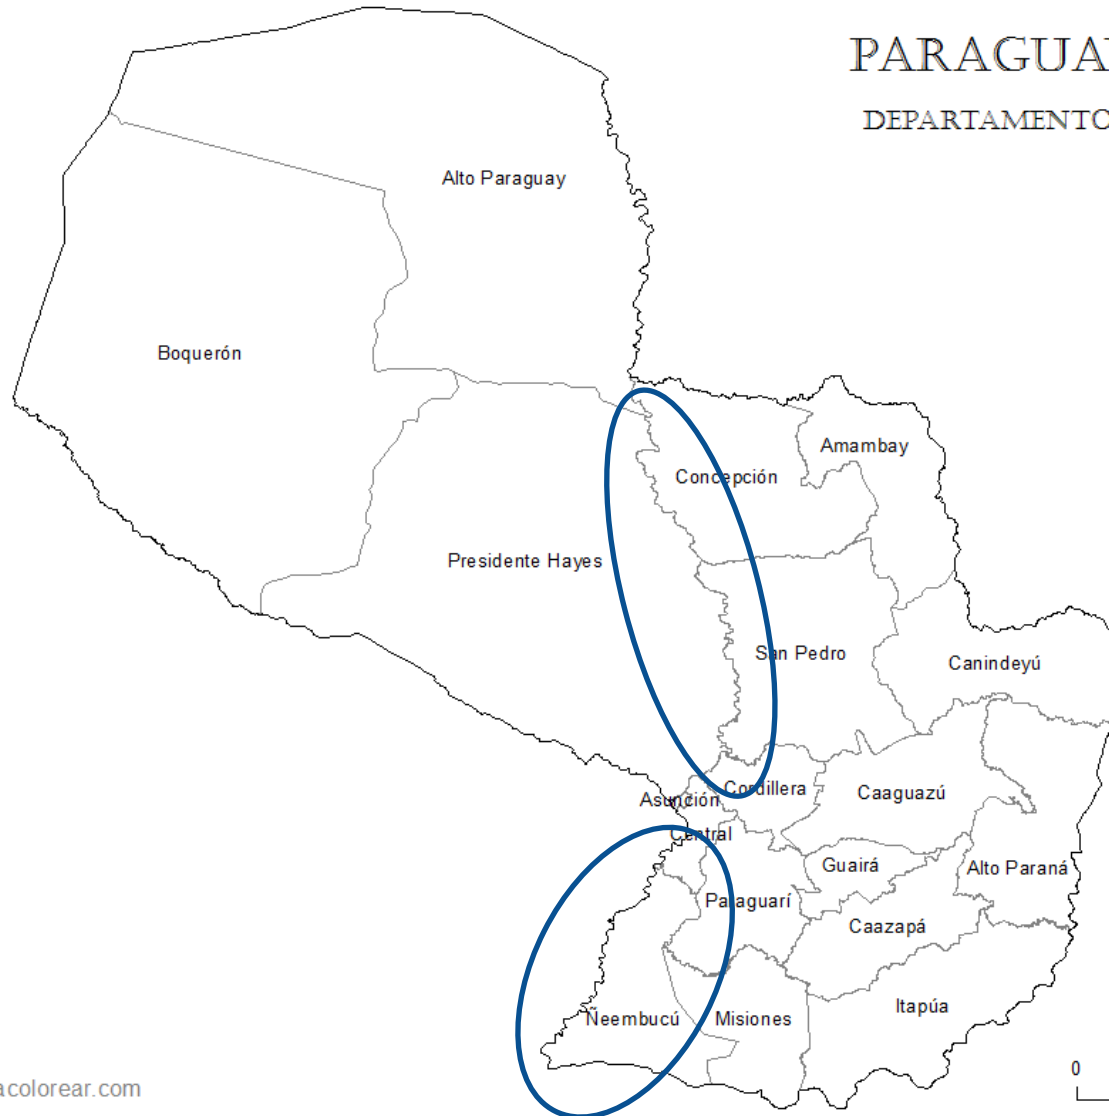 PARAGUA
DEPARTAMENTO
Alto Paraguay
Boquerón
Amambay
Concepción
Presidente Hayes
San Pedro
Canindeyú
Cordillera
Caaguazú
Asunción
Central
Guairá
Alto Paraná
Paraguarí
Caazapá
Itapúa
Ñeembucú
Misiones
0
acolorear.com